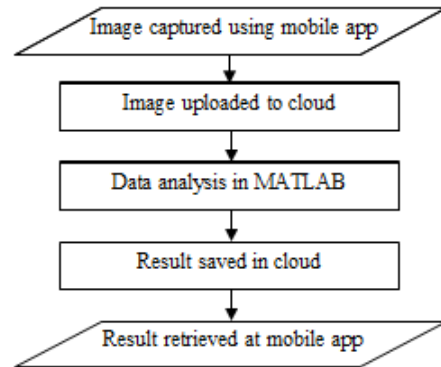 Image captured using mobile app
Image uploaded to cloud
Data analysis in MATLAB
Result saved in cloud
Result retrieved at mobile app